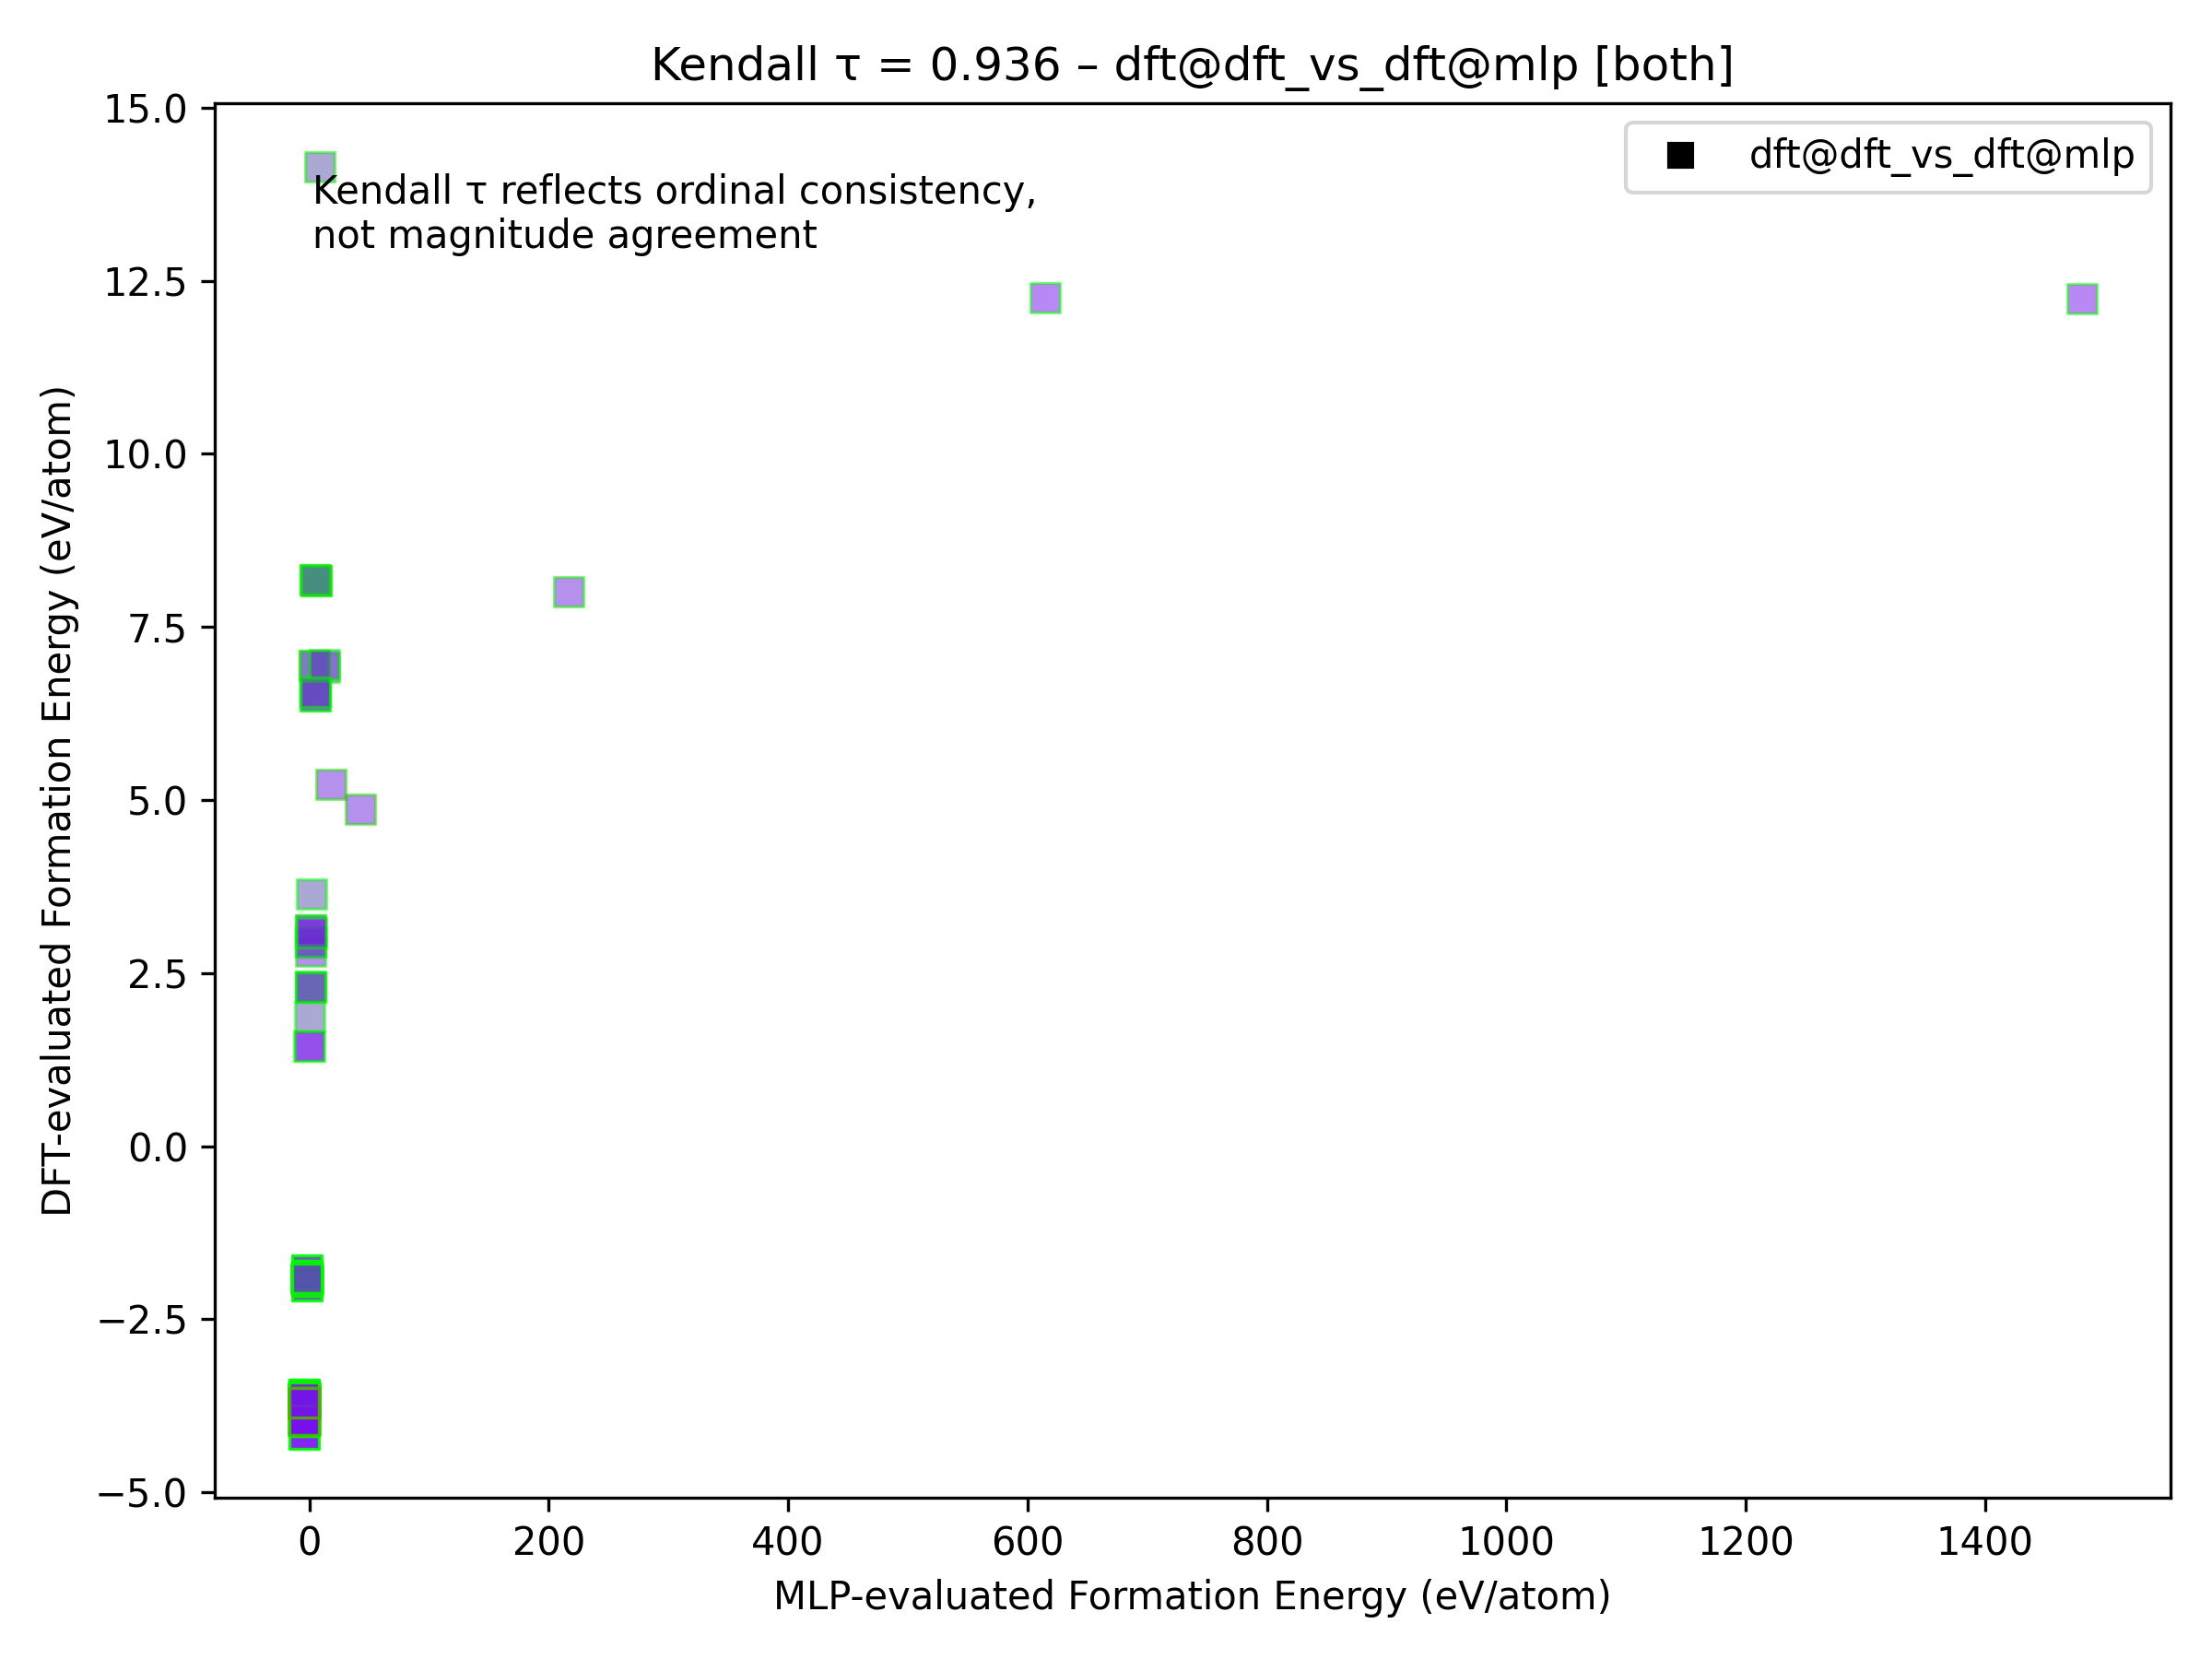 Kendall τ = 0.936 – dft@dft_vs_dft@mlp [both]
15.0
12.5
10.0
7.5
5.0
2.5
0.0
−2.5
−5.0
DFT-evaluated Formation Energy (eV/atom)
Kendall τ reflects ordinal consistency,
not magnitude agreement
dft@dft_vs_dft@mlp
0 200 400 600 800 1000 1200 1400
MLP-evaluated Formation Energy (eV/atom)